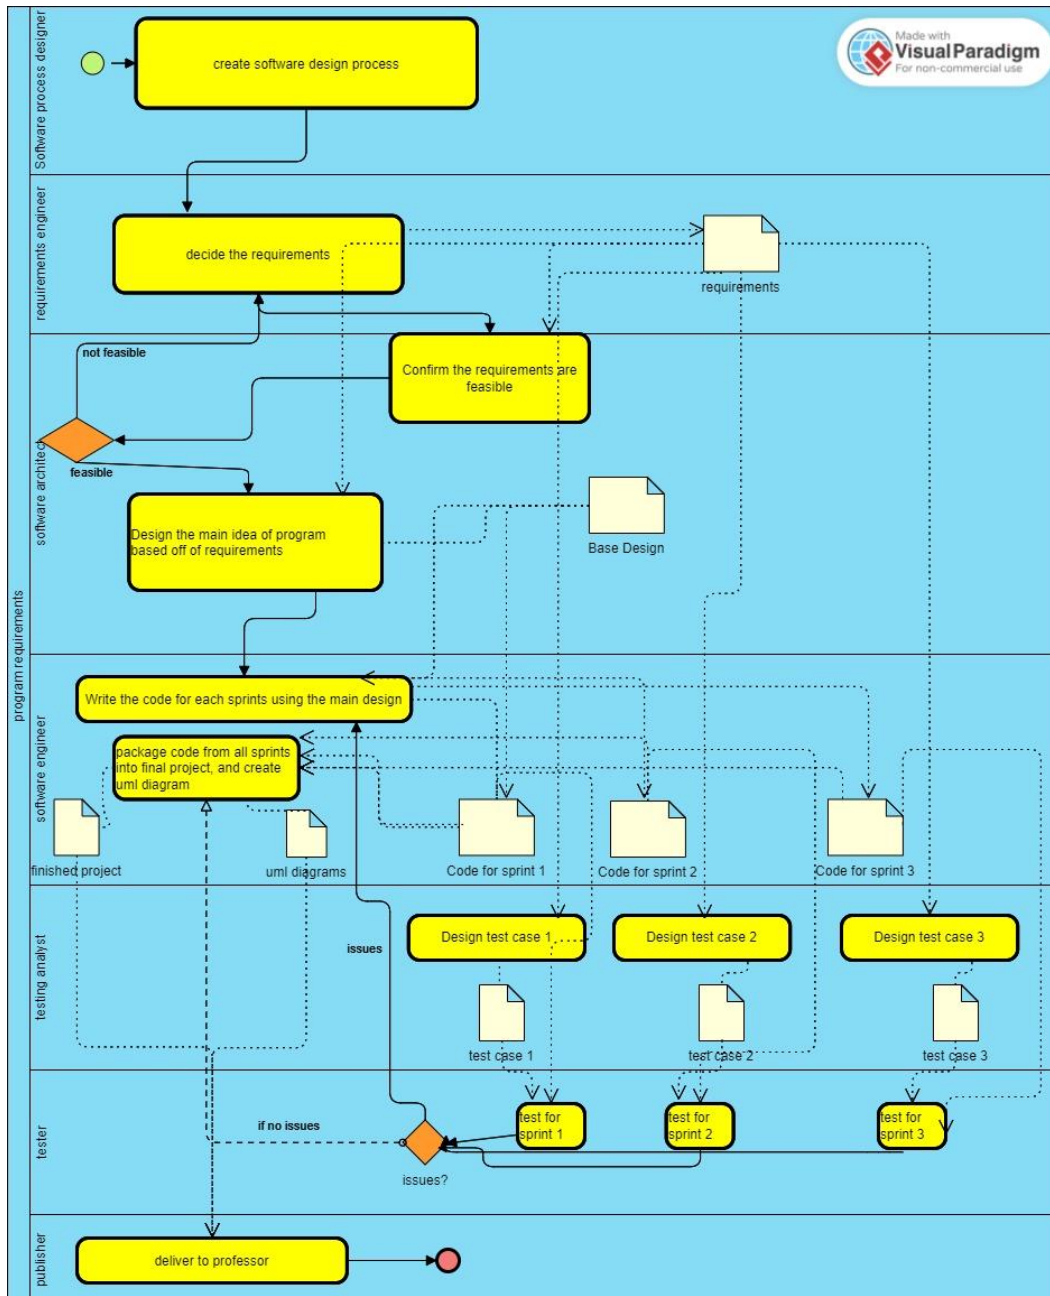 Made with
Visual Paradigm
For non-commercial use
program requirements
Software process designer
create software design process
requirements engineer
decide the requirements
requirements
software architect
not feasible
Confirm the requirements are
feasible
feasible
Design the main idea of program
based off of requirements
Base Design
software engineer
Write the code for each sprints using the main design
package code from all sprints
into final project, and create
uml diagram
finished project
uml diagrams
Code for sprint 1
Code for sprint 2
Code for sprint 3
testing analyst
issues
Design test case 1
Design test case 2
Design test case 3
test case 1
test case 2
test case 3
tester
if no issues
issues?
test for
sprint 1
test for
sprint 2
test for
sprint 3
publisher
deliver to professor